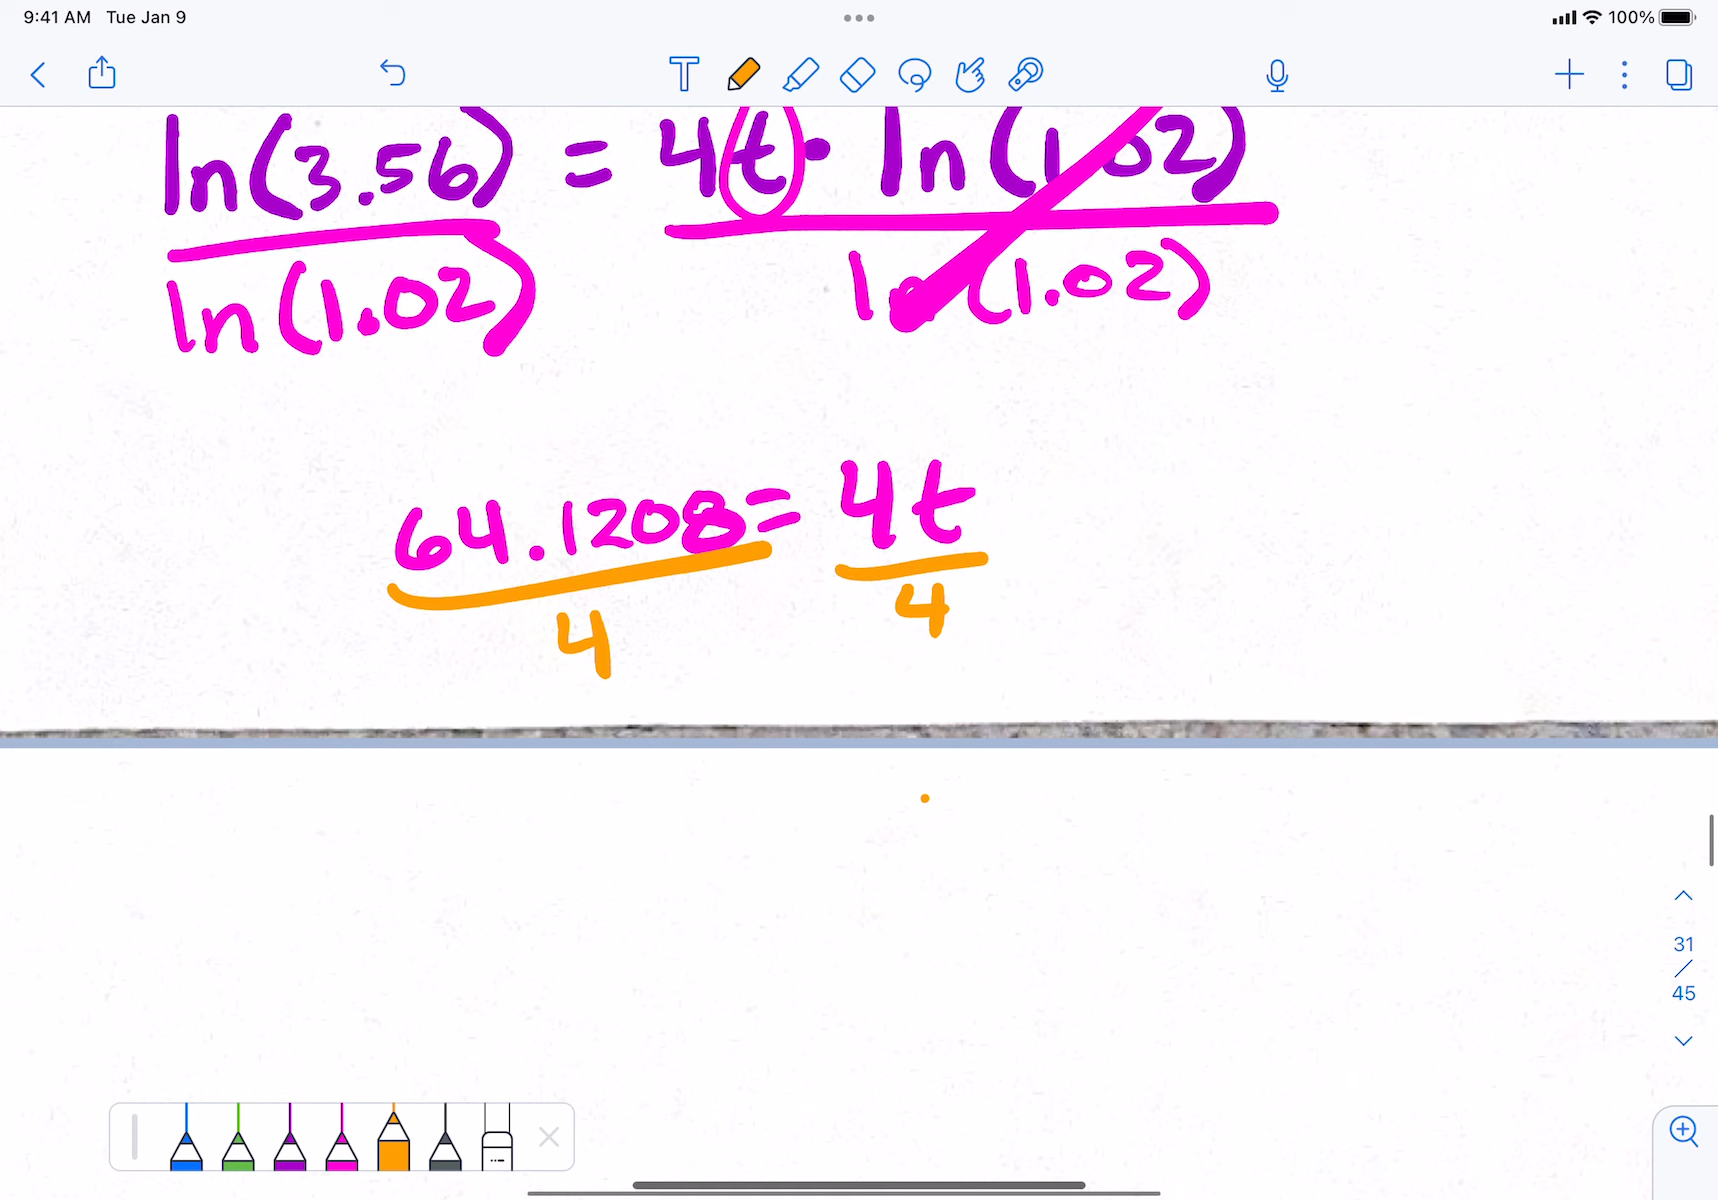 9:41 AM Tue Jan 9 100%
T
ln(3.56) = 4t · ln(1.02)
ln(1.02) ln(1.02)
64.1208 = 4t
4 4
31
/
45